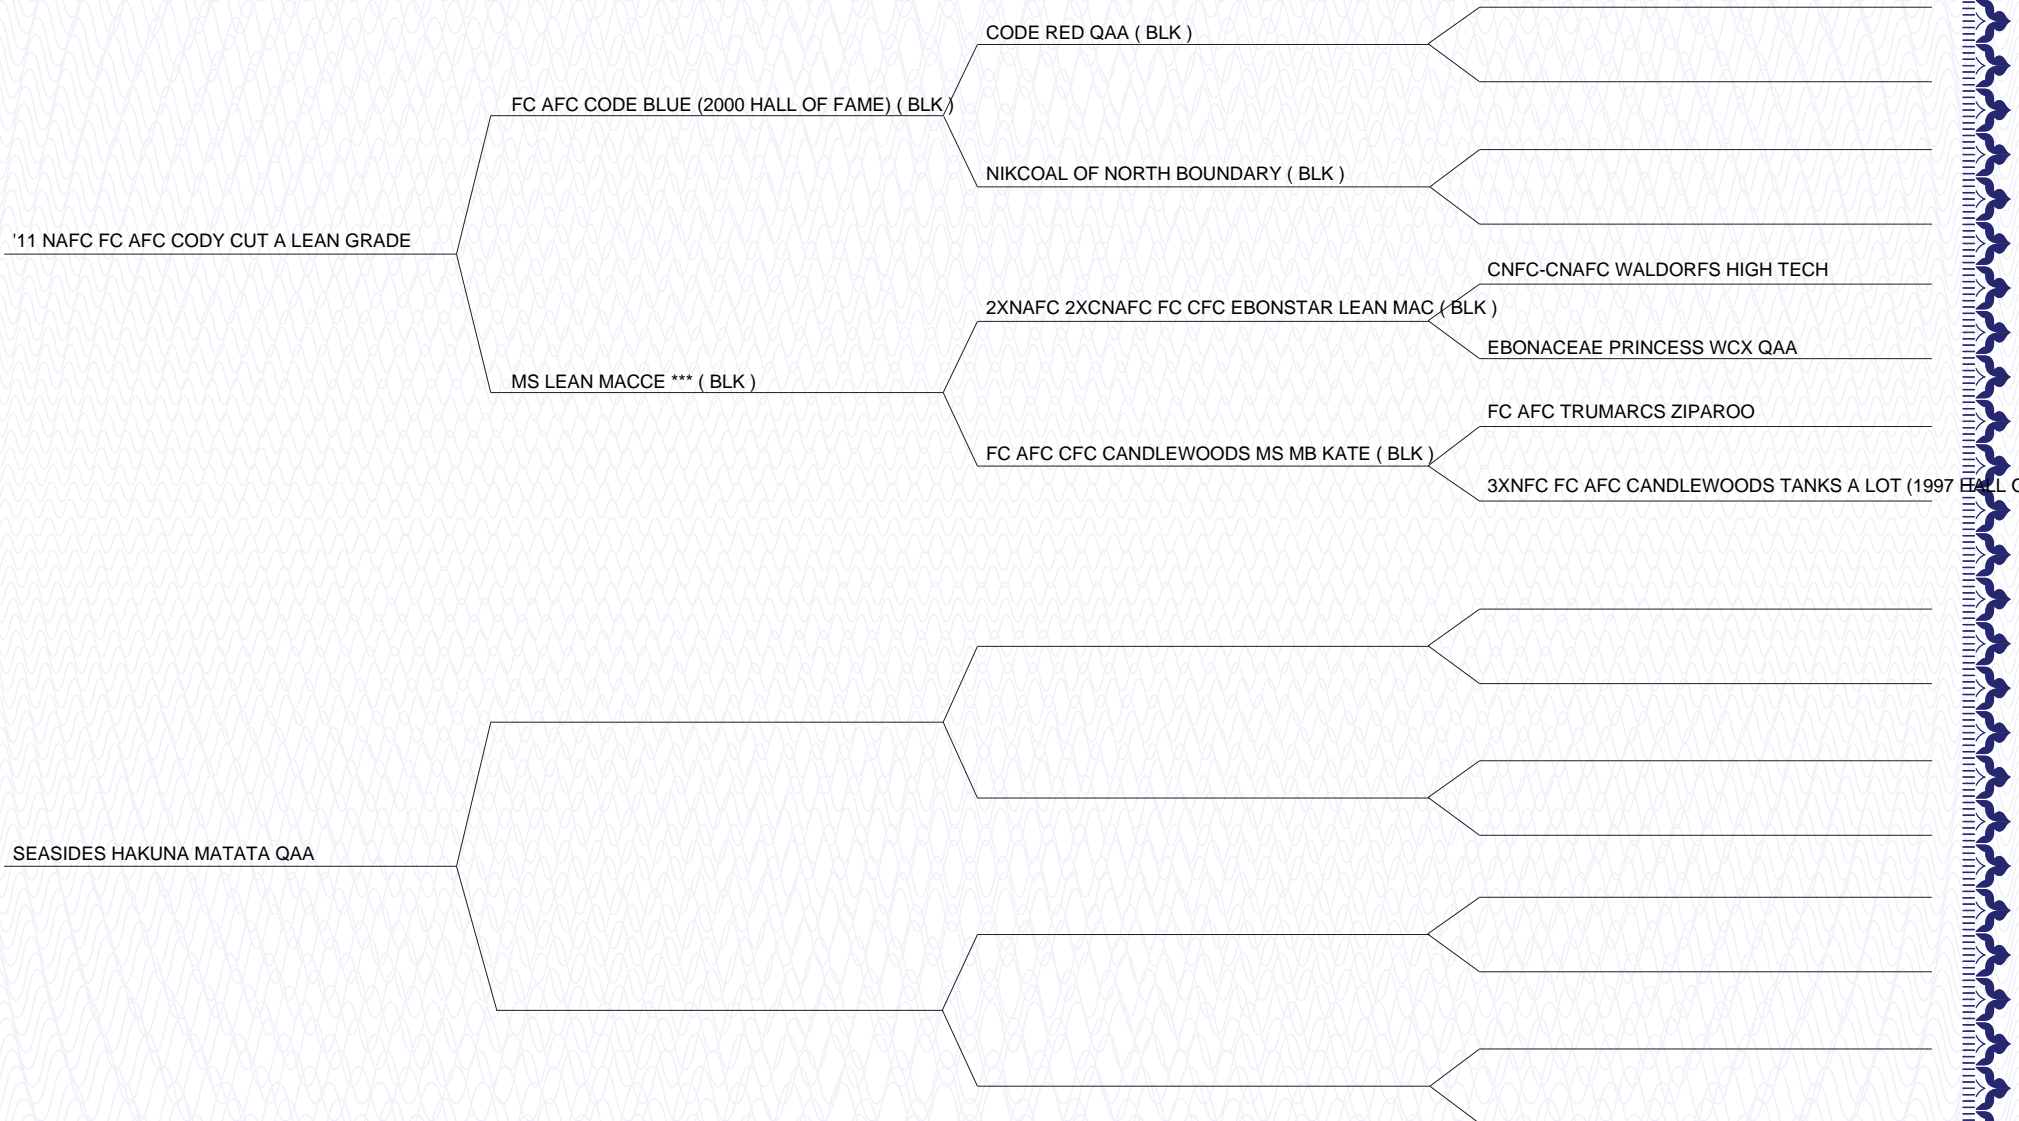 CODE RED QAA ( BLK )
FC AFC CODE BLUE (2000 HALL OF FAME) ( BLK )
NIKCOAL OF NORTH BOUNDARY ( BLK )
'11 NAFC FC AFC CODY CUT A LEAN GRADE
CNFC-CNAFC WALDORFS HIGH TECH
2XNAFC 2XCNAFC FC CFC EBONSTAR LEAN MAC ( BLK )
EBONACEAE PRINCESS WCX QAA
MS LEAN MACCE *** ( BLK )
FC AFC TRUMARCS ZIPAROO
FC AFC CFC CANDLEWOODS MS MB KATE ( BLK )
3XNFC FC AFC CANDLEWOODS TANKS A LOT (1997 HALL
SEASIDES HAKUNA MATATA QAA